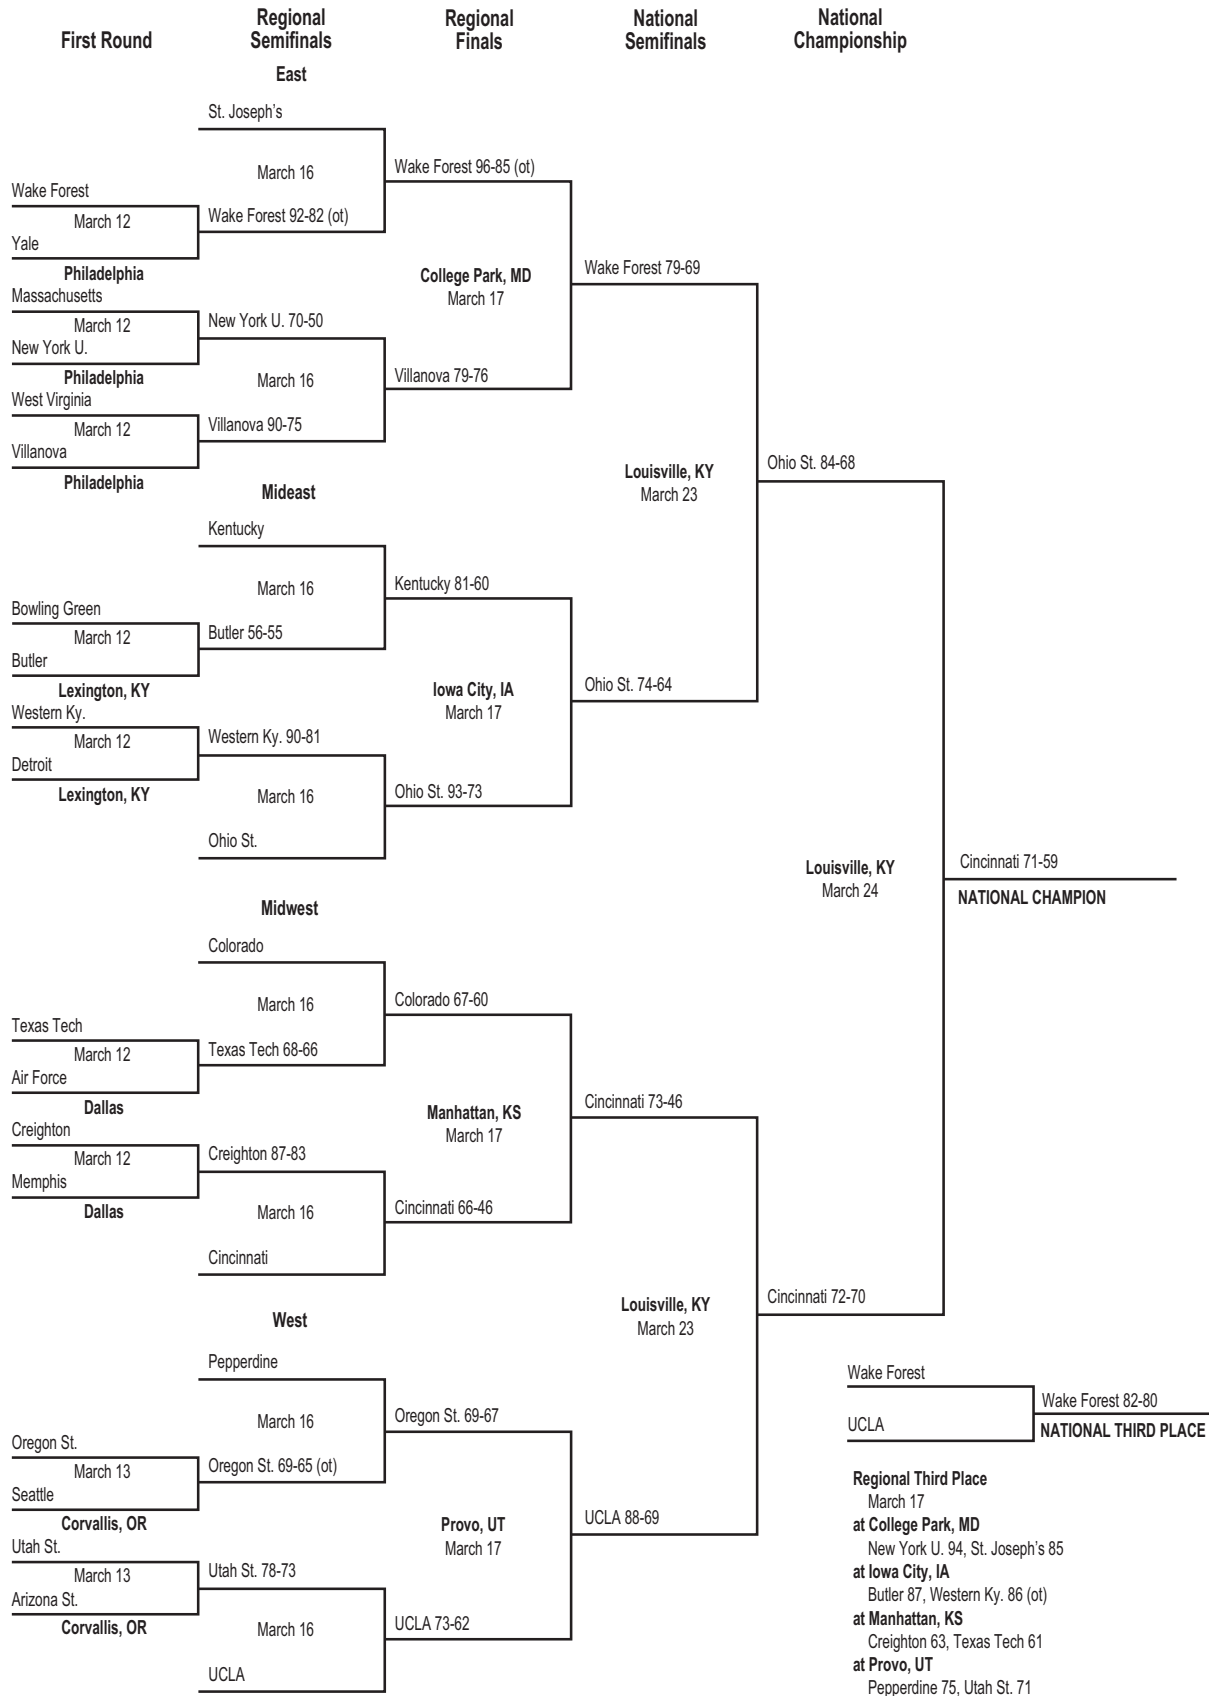 First Round
Regional
Semifinals
Regional
Finals
National
Semifinals
National
Championship
East
St. Joseph's
March 16
Wake Forest 96-85 (ot)
Wake Forest
March 12
Wake Forest 92-82 (ot)
Yale
Philadelphia
College Park, MD
March 17
Wake Forest 79-69
Massachusetts
March 12
New York U. 70-50
New York U.
Philadelphia
March 16
Villanova 79-76
West Virginia
March 12
Villanova 90-75
Villanova
Philadelphia
Louisville, KY
March 23
Ohio St. 84-68
Mideast
Kentucky
March 16
Kentucky 81-60
Bowling Green
March 12
Butler 56-55
Butler
Lexington, KY
Iowa City, IA
March 17
Ohio St. 74-64
Western Ky.
March 12
Western Ky. 90-81
Detroit
Lexington, KY
March 16
Ohio St. 93-73
Ohio St.
Louisville, KY
March 24
Cincinnati 71-59
NATIONAL CHAMPION
Midwest
Colorado
March 16
Colorado 67-60
Texas Tech
March 12
Texas Tech 68-66
Air Force
Dallas
Manhattan, KS
March 17
Cincinnati 73-46
Creighton
March 12
Creighton 87-83
Memphis
Dallas
March 16
Cincinnati 66-46
Cincinnati
Louisville, KY
March 23
Cincinnati 72-70
West
Pepperdine
March 16
Oregon St. 69-67
Oregon St.
March 13
Oregon St. 69-65 (ot)
Seattle
Corvallis, OR
Provo, UT
March 17
UCLA 88-69
Utah St.
March 13
Utah St. 78-73
Arizona St.
Corvallis, OR
March 16
UCLA 73-62
UCLA
Wake Forest
Wake Forest 82-80
UCLA
NATIONAL THIRD PLACE
Regional Third Place
March 17
at College Park, MD
New York U. 94, St. Joseph's 85
at Iowa City, IA
Butler 87, Western Ky. 86 (ot)
at Manhattan, KS
Creighton 63, Texas Tech 61
at Provo, UT
Pepperdine 75, Utah St. 71